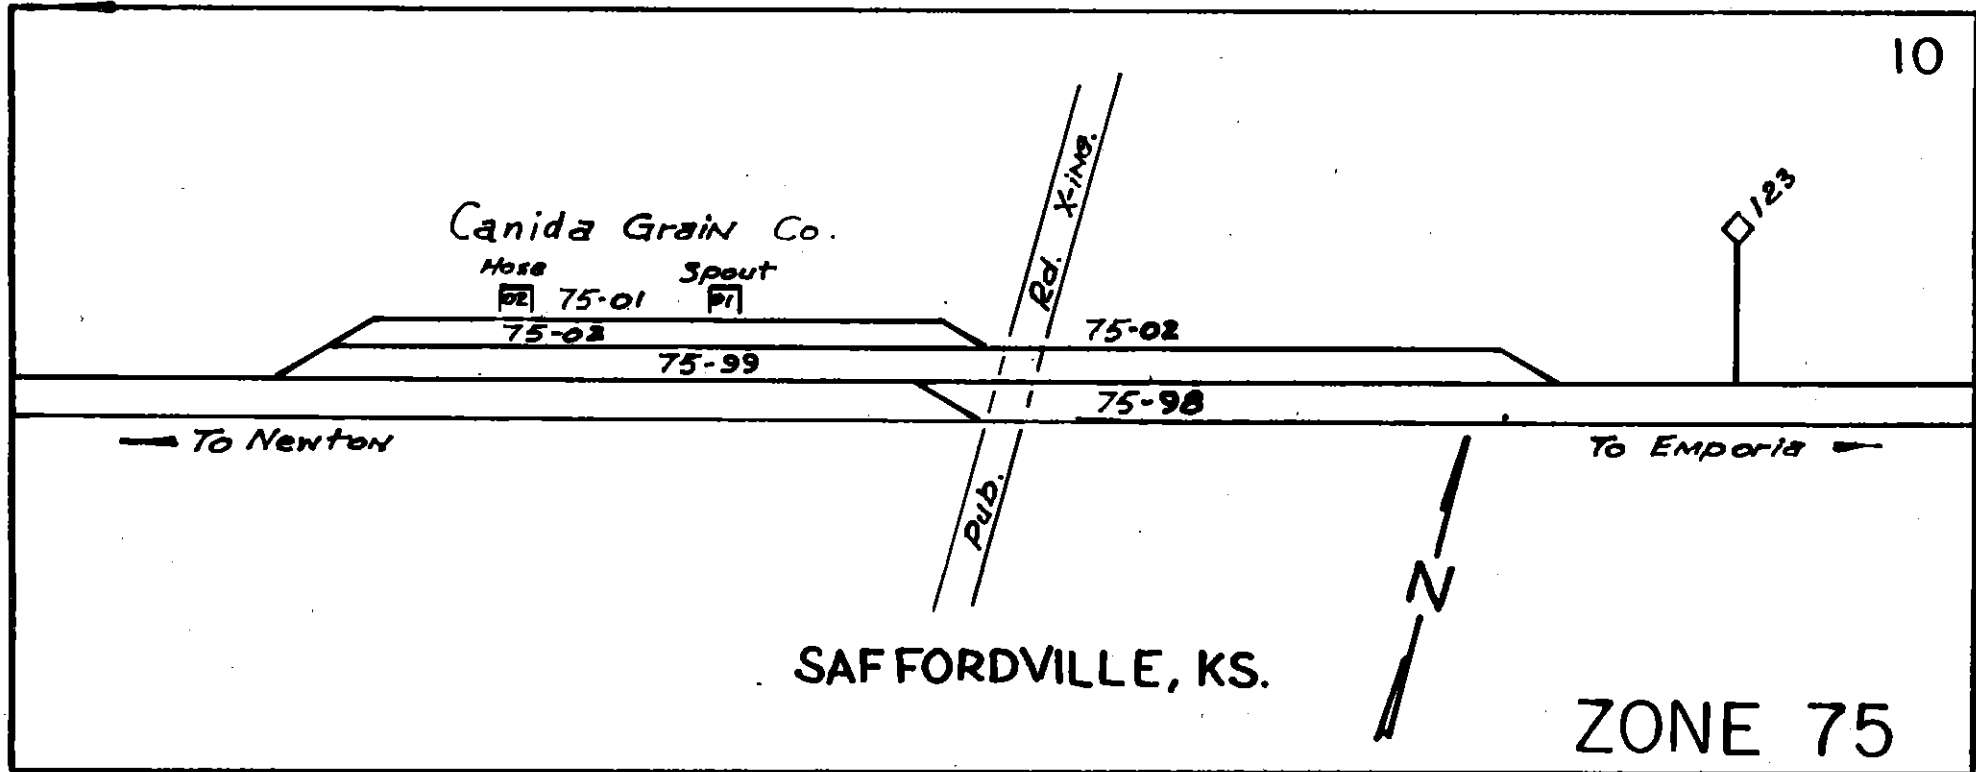 10
123
Canida Grain Co.
Hose
Spout
02
75-01
01
75-02
75-02
75-99
75-98
Pub. Rd. X-ing.
To Newton
To Emporia
N
SAFFORDVILLE, KS.
ZONE 75